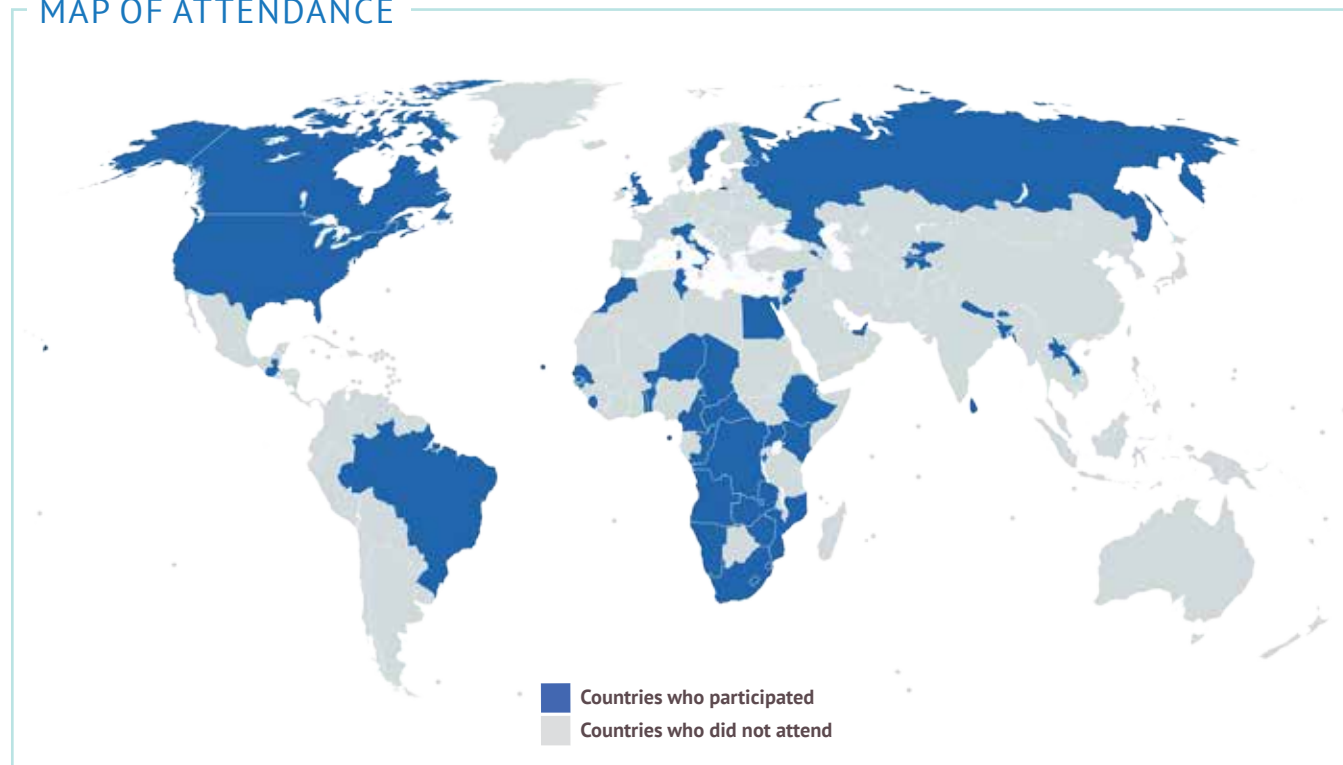 MAP OF ATTENDANCE
Countries who participated
Countries who did not attend